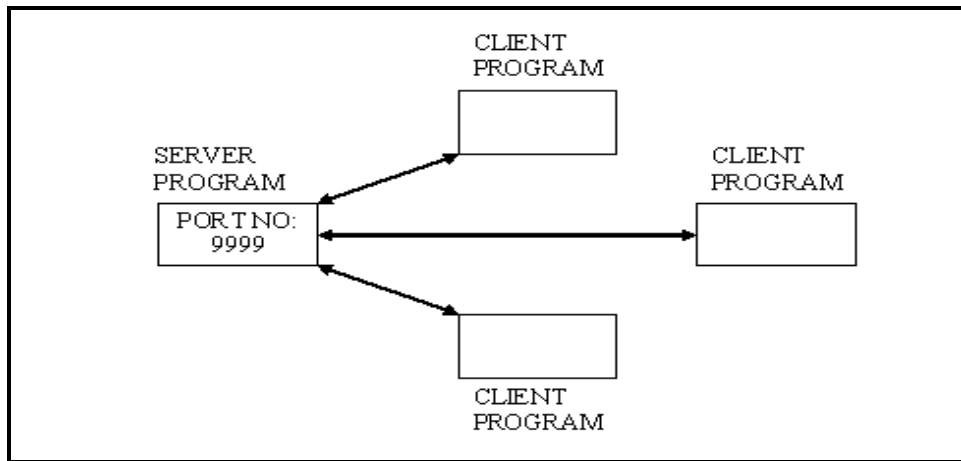 CLIENT
PROGRAM
SERVER
PROGRAM
CLIENT
PROGRAM
PORT NO:
9999
CLIENT
PROGRAM